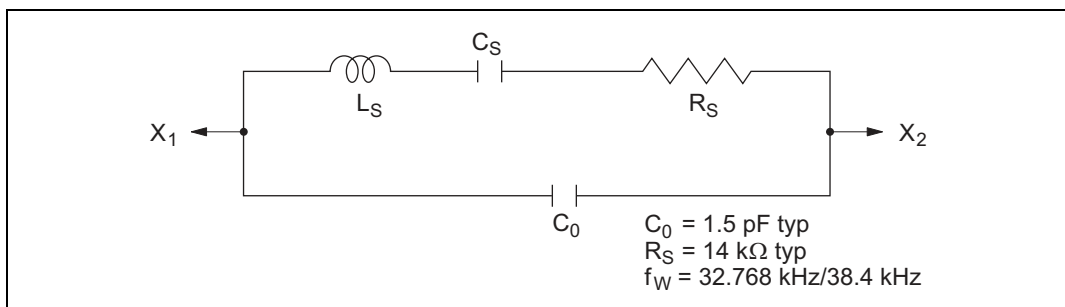 C_S
L_S
R_S
X_1
X_2
C_0
C_0 = 1.5 pF typ
R_S = 14 kΩ typ
f_W = 32.768 kHz/38.4 kHz